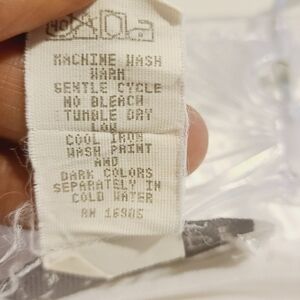 40
MACHINE WASH
WARM
GENTLE CYCLE
NO BLEACH
TUMBLE DRY
LOW
COOL IRON
WASH PRINT
AND
DARK COLORS
SEPARATELY IN
COLD WATER
RN 16905